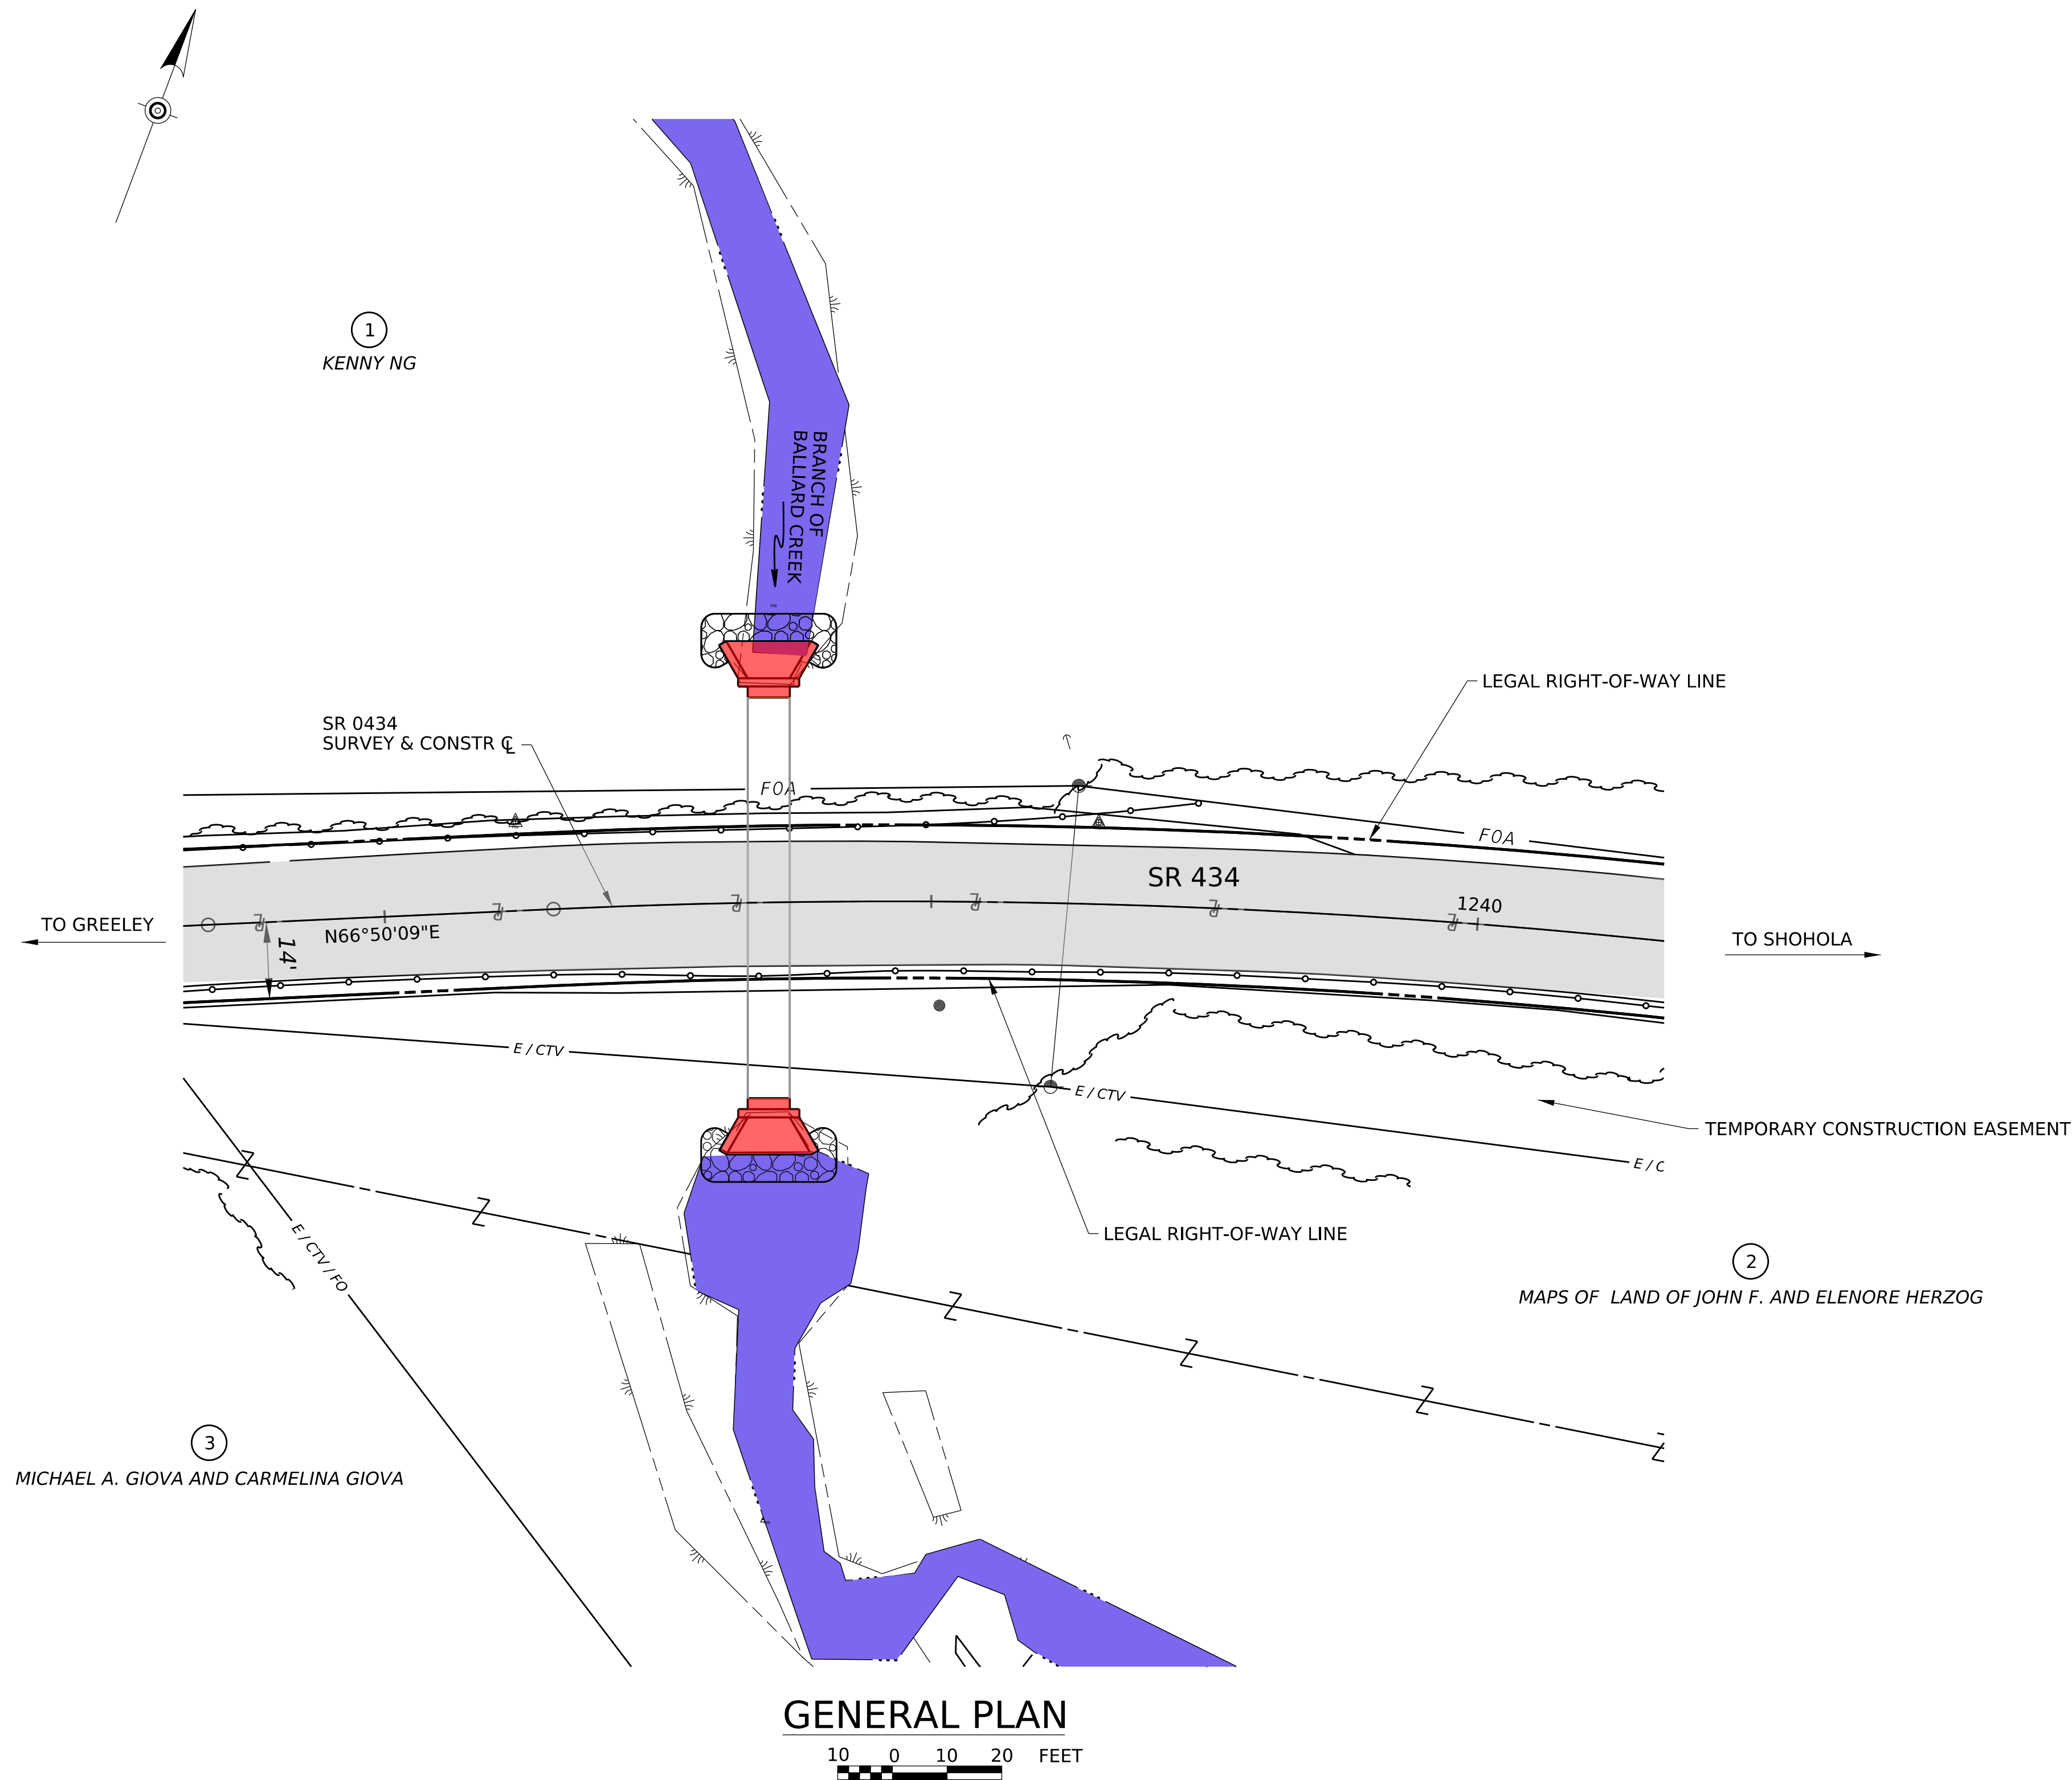 1
KENNY NG
BRANCH OF
BALLIARD CREEK
LEGAL RIGHT-OF-WAY LINE
SR 0434
SURVEY & CONSTR ℄
FOA
FOA
SR 434
1240
TO GREELEY
N66°50'09"E
14'
TO SHOHOLA
E / CTV
E / CTV
TEMPORARY CONSTRUCTION EASEMENT
E / C
LEGAL RIGHT-OF-WAY LINE
E / CTV / FO
2
MAPS OF LAND OF JOHN F. AND ELENORE HERZOG
3
MICHAEL A. GIOVA AND CARMELINA GIOVA
GENERAL PLAN
10 0 10 20 FEET